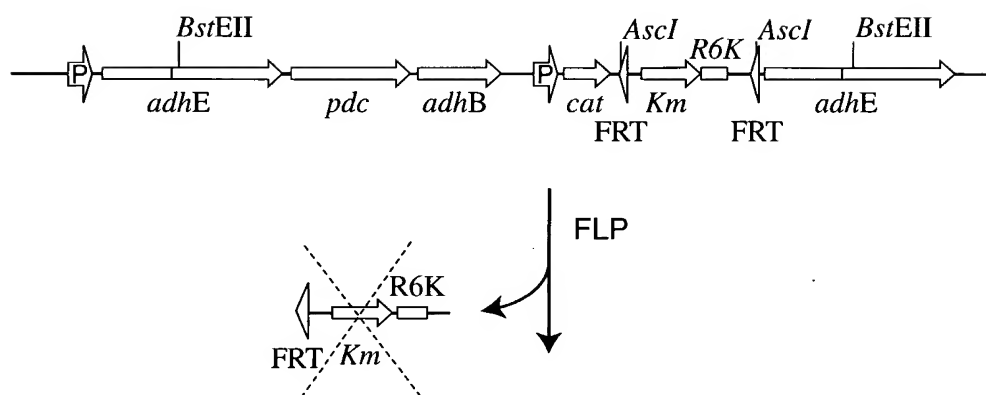 BstEII AscI R6K AscI BstEII
P P
adhE pdc adhB cat Km adhE
FRT FRT
FLP
R6K
FRT Km